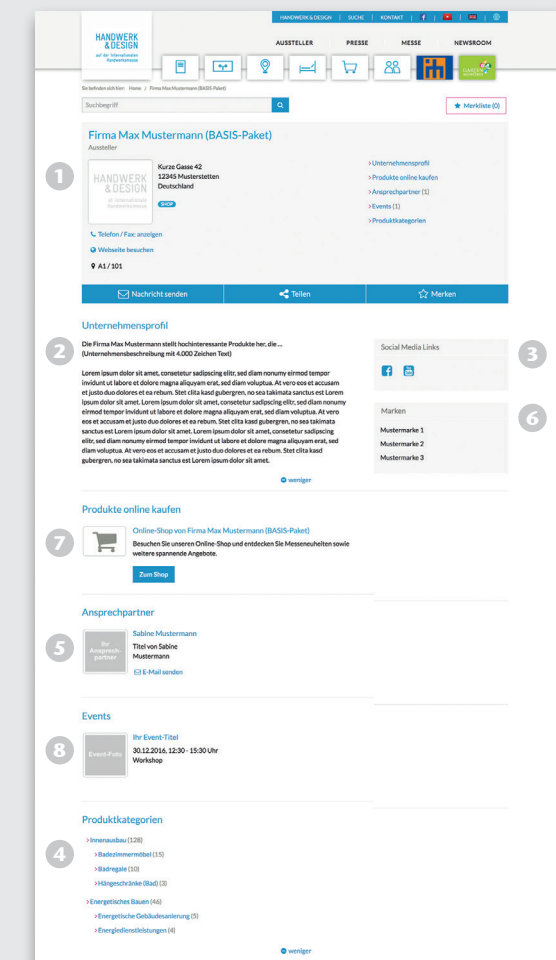 HANDWERK & DESIGN | SUCHE | KONTAKT
HANDWERK
& DESIGN
auf der Internationalen
Handwerksmesse
AUSSTELLER PRESSE MESSE NEWSROOM
Sie befinden sich hier: Home / Firma Max Mustermann (BASIS-Paket)
Suchbegriff
Merkliste (0)
1
Firma Max Mustermann (BASIS-Paket)
Aussteller
HANDWERK
& DESIGN
Kurze Gasse 42
12345 Musterstetten
Deutschland
SHOP
Telefon / Fax: anzeigen
Webseite besuchen
A1 / 101
> Unternehmensprofil
> Produkte online kaufen
> Ansprechpartner (1)
> Events (1)
> Produktkategorien
Nachricht senden
Teilen
Merken
2
Unternehmensprofil
Die Firma Max Mustermann stellt hochinteressante Produkte her, die ...
(Unternehmensbeschreibung mit 4.000 Zeichen Text)
Lorem ipsum dolor sit amet, consetetur sadipscing elitr, sed diam nonumy eirmod tempor
invidunt ut labore et dolore magna aliquyam erat, sed diam voluptua. At vero eos et accusam
et justo duo dolores et ea rebum. Stet clita kasd gubergren, no sea takimata sanctus est Lorem
ipsum dolor sit amet. Lorem ipsum dolor sit amet, consetetur sadipscing elitr, sed diam nonumy
eirmod tempor invidunt ut labore et dolore magna aliquyam erat, sed diam voluptua. At vero
eos et accusam et justo duo dolores et ea rebum. Stet clita kasd gubergren, no sea takimata
sanctus est Lorem ipsum dolor sit amet. Lorem ipsum dolor sit amet, consetetur sadipscing
elitr, sed diam nonumy eirmod tempor invidunt ut labore et dolore magna aliquyam erat, sed
diam voluptua. At vero eos et accusam et justo duo dolores et ea rebum. Stet clita kasd
gubergren, no sea takimata sanctus est Lorem ipsum dolor sit amet.
weniger
3
Social Media Links
6
Marken
Mustermarke 1
Mustermarke 2
Mustermarke 3
7
Produkte online kaufen
Online-Shop von Firma Max Mustermann (BASIS-Paket)
Besuchen Sie unseren Online-Shop und entdecken Sie Messeneuheiten sowie
weitere spannende Angebote.
Zum Shop
5
Ansprechpartner
Ihr
Ansprech-
partner
Sabine Mustermann
Titel von Sabine
Mustermann
E-Mail senden
8
Events
Event-Foto
Ihr Event-Titel
30.12.2016, 12:30 - 15:30 Uhr
Workshop
4
Produktkategorien
> Innenausbau (128)
> Badezimmermöbel (15)
> Badregale (10)
> Hängeschränke (Bad) (3)
> Energetisches Bauen (46)
> Energetische Gebäudesanierung (5)
> Energiedienstleistungen (4)
weniger